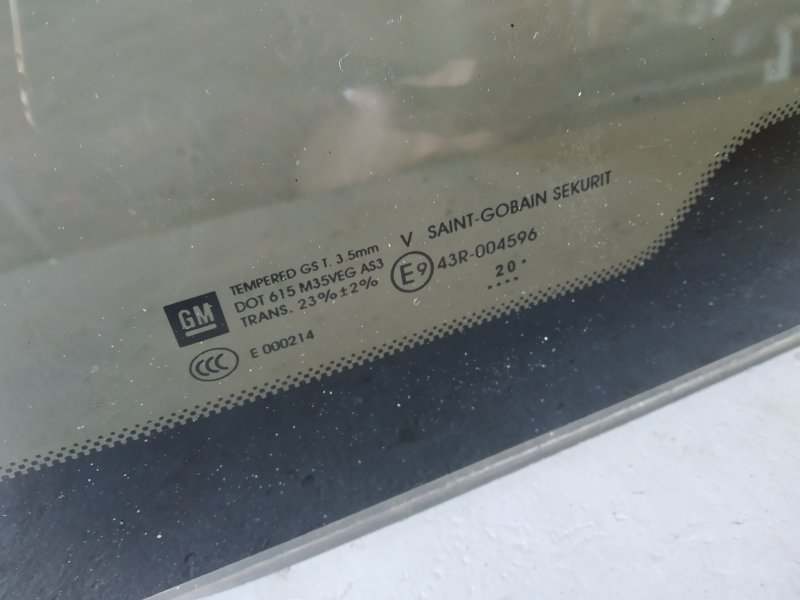 GM
TEMPERED GS T. 3.5mm
DOT 615 M35VEG AS3
TRANS. 23%±2%
V SAINT-GOBAIN SEKURIT
E9 43R-004596
. 20 .
....
CCC E 000214